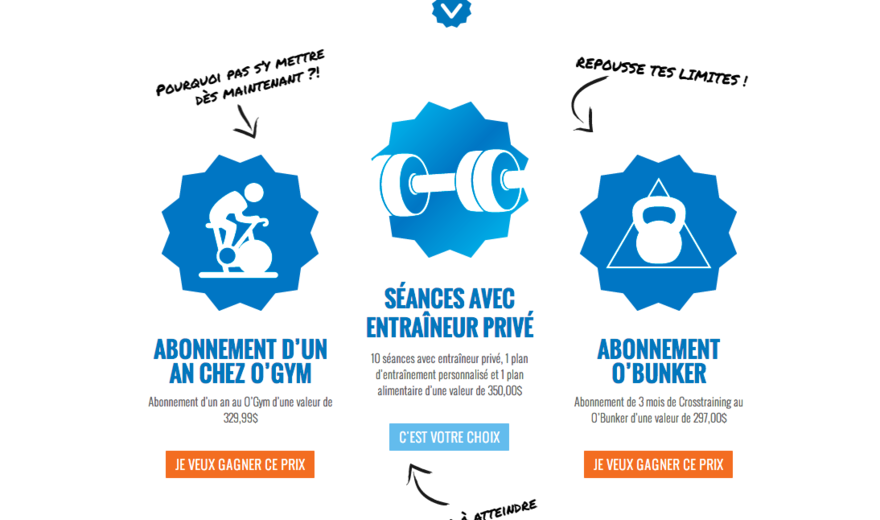 POURQUOI PAS S'Y METTRE
DÈS MAINTENANT ?!
REPOUSSE TES LIMITES !
SÉANCES AVEC
ENTRAÎNEUR PRIVÉ
10 séances avec entraîneur privé, 1 plan
d'entraînement personnalisé et 1 plan
alimentaire d'une valeur de 350,00$
C'EST VOTRE CHOIX
ABONNEMENT D'UN
AN CHEZ O'GYM
Abonnement d'un an au O'Gym d'une valeur de
329,99$
JE VEUX GAGNER CE PRIX
ABONNEMENT
O'BUNKER
Abonnement de 3 mois de Crosstraining au
O'Bunker d'une valeur de 297,00$
JE VEUX GAGNER CE PRIX
À ATTEINDRE